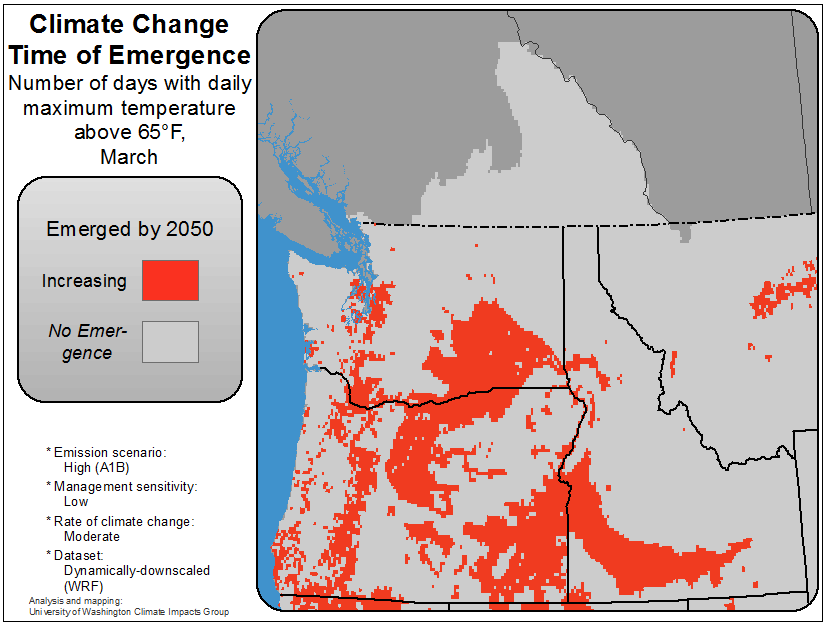 Climate Change
Time of Emergence
Number of days with daily
maximum temperature
above 65°F,
March
Emerged by 2050
Increasing
No Emer-
gence
* Emission scenario:
High (A1B)
* Management sensitivity:
Low
* Rate of climate change:
Moderate
* Dataset:
Dynamically-downscaled
(WRF)
Analysis and mapping:
University of Washington Climate Impacts Group